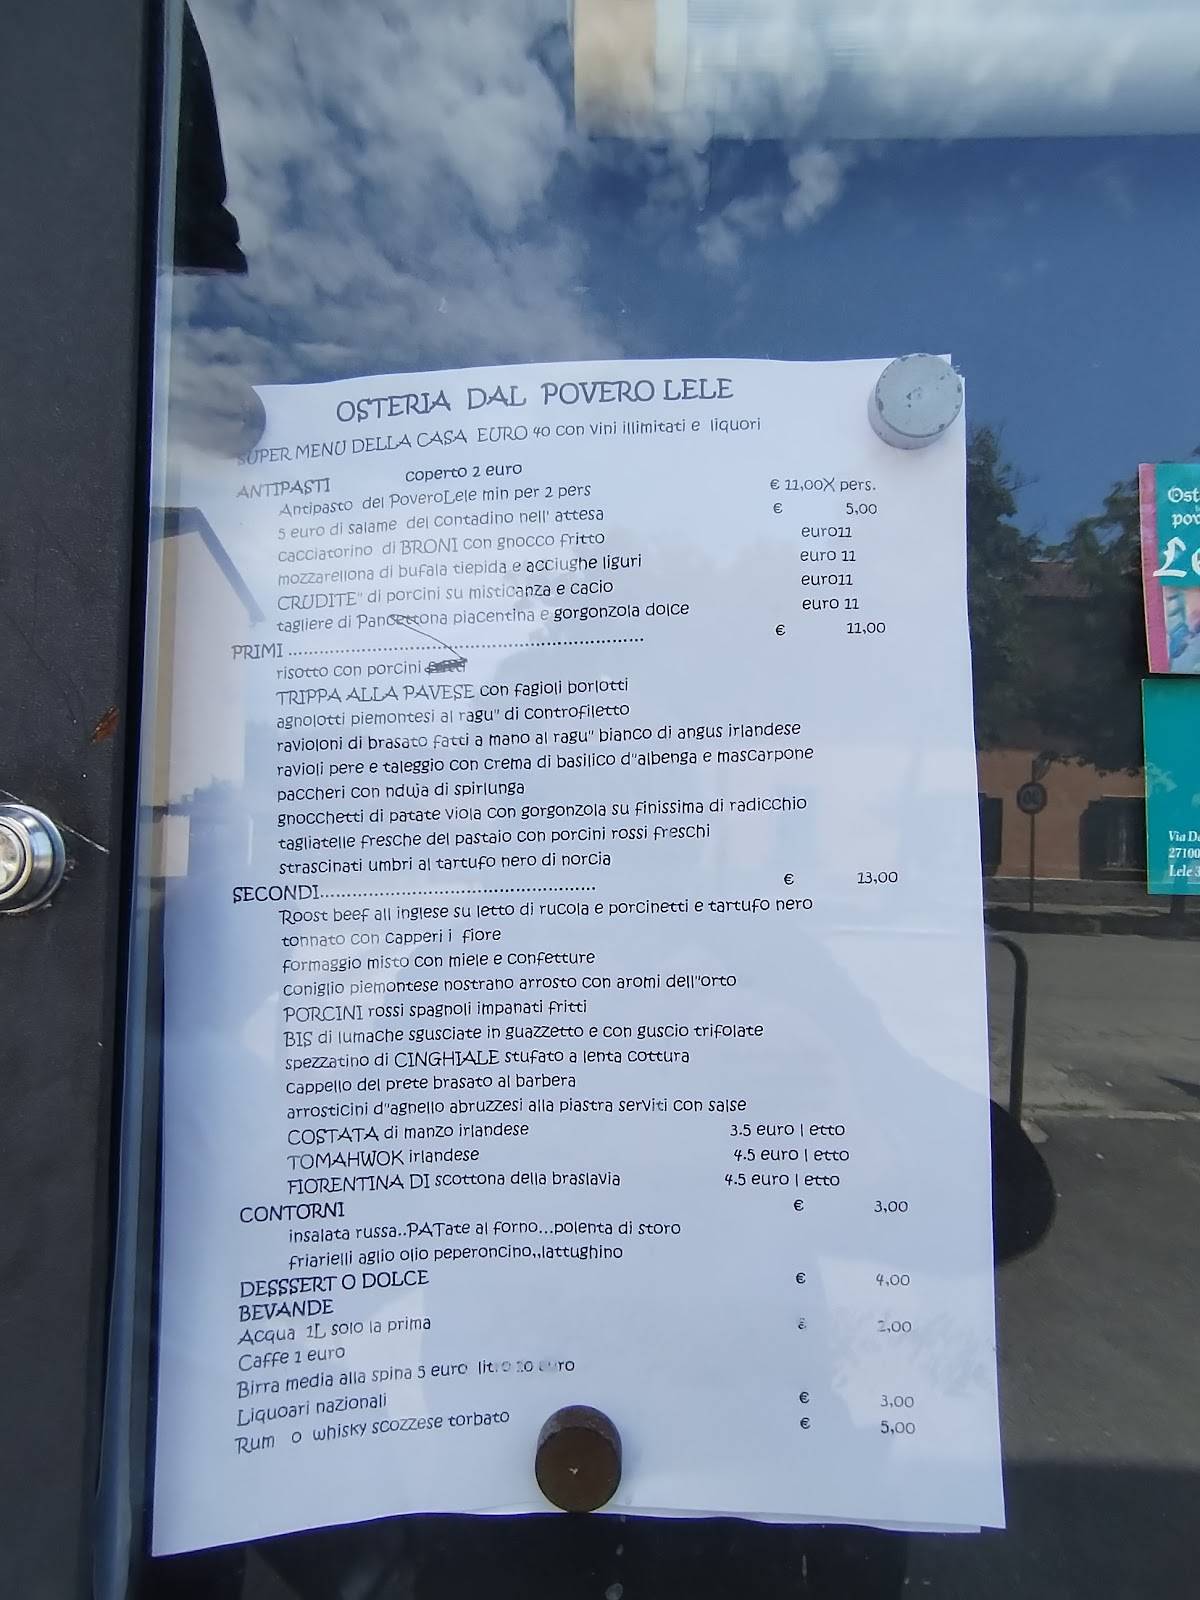 OSTERIA DAL POVERO LELE
SUPER MENU DELLA CASA EURO 40 con vini illimitati e liquori
coperto 2 euro
ANTIPASTI
Antipasto del PoveroLele min per 2 pers € 11,00X pers.
5 euro di salame del contadino nell' attesa € 5,00
cacciatorino di BRONI con gnocco fritto euro11
mozzarellona di bufala tiepida e acciughe liguri euro 11
CRUDITE" di porcini su misticanza e cacio euro11
tagliere di Pancettona piacentina e gorgonzola dolce euro 11
PRIMI ........................................................ € 11,00
risotto con porcini
TRIPPA ALLA PAVESE con fagioli borlotti
agnolotti piemontesi al ragu" di controfiletto
ravioloni di brasato fatti a mano al ragu" bianco di angus irlandese
ravioli pere e taleggio con crema di basilico d"albenga e mascarpone
paccheri con nduja di spirlunga
gnocchetti di patate viola con gorgonzola su finissima di radicchio
tagliatelle fresche del pastaio con porcini rossi freschi
strascinati umbri al tartufo nero di norcia
SECONDI................................................ € 13,00
Roost beef all inglese su letto di rucola e porcinetti e tartufo nero
tonnato con capperi i fiore
formaggio misto con miele e confetture
coniglio piemontese nostrano arrosto con aromi dell"orto
PORCINI rossi spagnoli impanati fritti
BIS di lumache sgusciate in guazzetto e con guscio trifolate
spezzatino di CINGHIALE stufato a lenta cottura
cappello del prete brasato al barbera
arrosticini d"agnello abruzzesi alla piastra serviti con salse
COSTATA di manzo irlandese 3.5 euro l etto
TOMAHWOK irlandese 4.5 euro l etto
FIORENTINA DI scottona della braslavia 4.5 euro l etto
CONTORNI € 3,00
insalata russa..PATate al forno...polenta di storo
friarielli aglio olio peperoncino,,lattughino
DESSSERT O DOLCE € 4,00
BEVANDE
Acqua 1L solo la prima € 2,00
Caffe 1 euro
Birra media alla spina 5 euro litro 10 euro
Liquoari nazionali € 3,00
Rum o whisky scozzese torbato € 5,00
Ost
pov
Le
Via D
27100
Lele 3